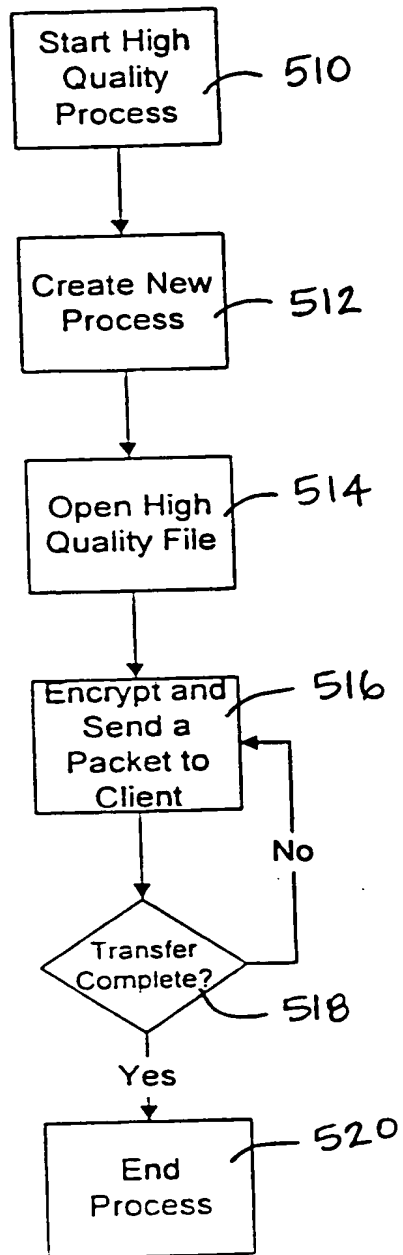 Start High
Quality
Process
510
Create New
Process
512
Open High
Quality File
514
Encrypt and
Send a
Packet to
Client
516
No
Transfer
Complete?
518
Yes
End
Process
520